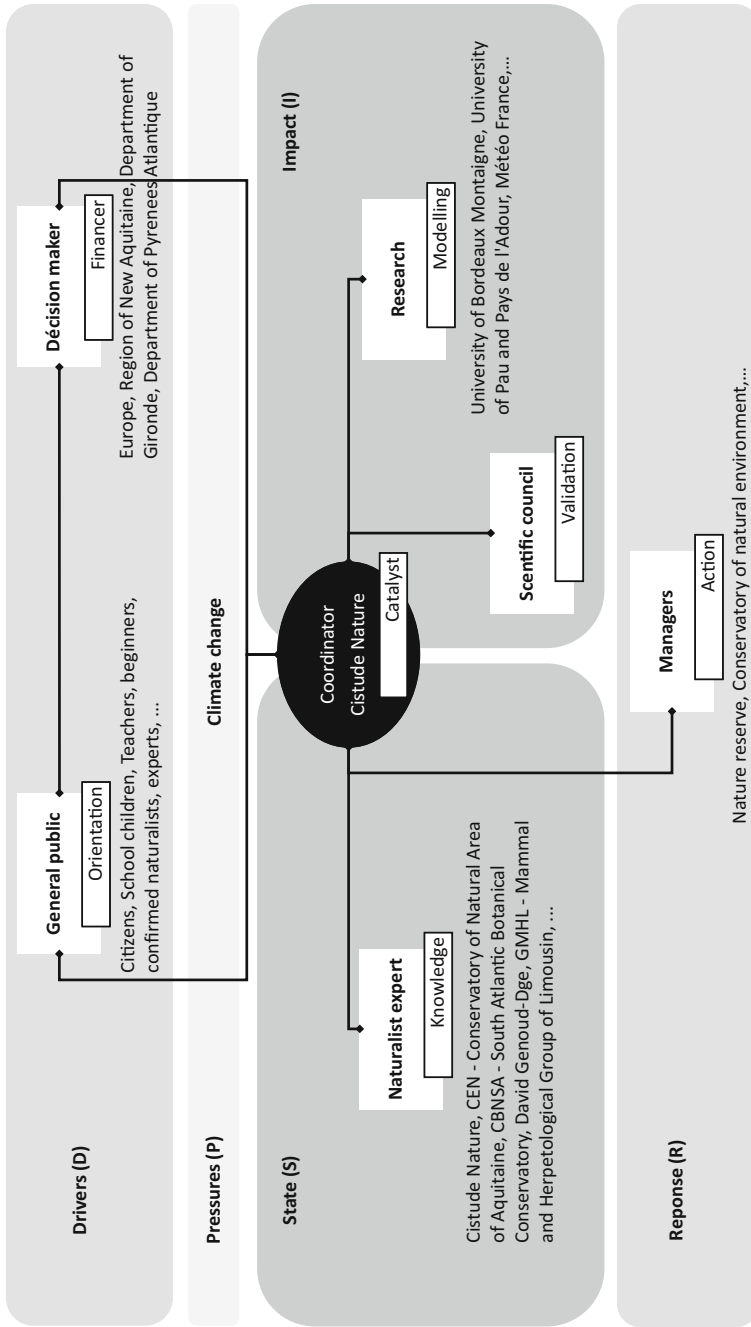 Drivers (D)
General public
Orientation
Citizens, School children, Teachers, beginners,
confirmed naturalists, experts, ...
Décision maker
Financer
Europe, Region of New Aquitaine, Department of
Gironde, Department of Pyrenees Atlantique
Pressures (P)
Climate change
State (S)
Impact (I)
Coordinator
Cistude Nature
Catalyst
Naturalist expert
Knowledge
Cistude Nature, CEN - Conservatory of Natural Area
of Aquitaine, CBNSA - South Atlantic Botanical
Conservatory, David Genoud-Dge, GMHL - Mammal
and Herpetological Group of Limousin, ...
Scentific council
Validation
Research
Modelling
University of Bordeaux Montaigne, University
of Pau and Pays de l'Adour, Météo France,...
Reponse (R)
Managers
Action
Nature reserve, Conservatory of natural environment,...